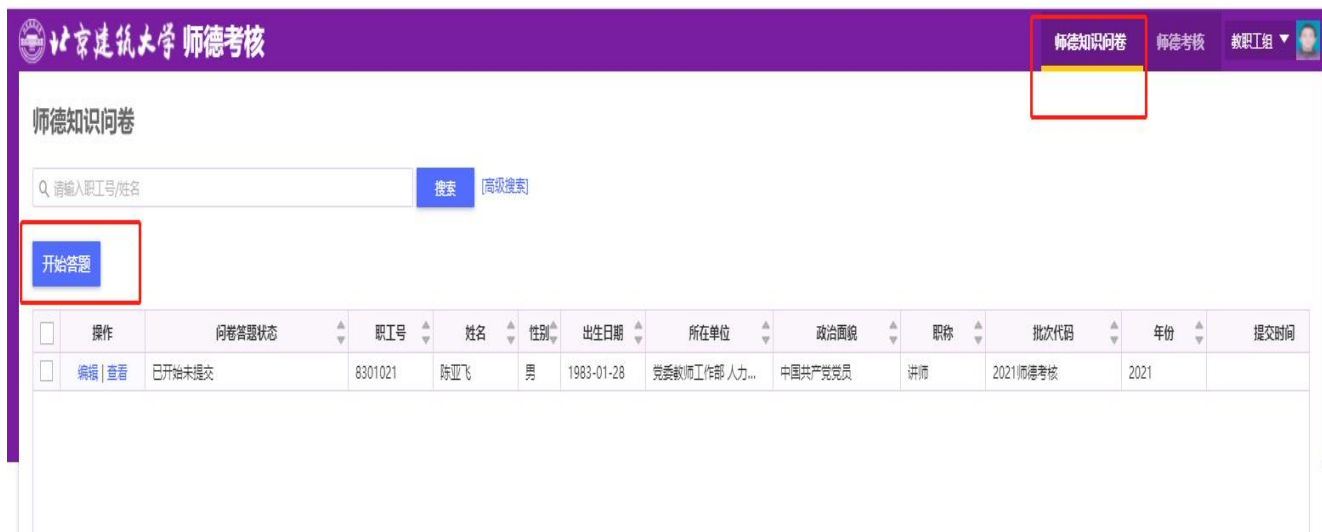 北京建筑大学 师德考核 师德知识问卷 师德考核 教职工组
师德知识问卷
请输入职工号/姓名 搜索 [高级搜索]
开始答题
操作 问卷答题状态 职工号 姓名 性别 出生日期 所在单位 政治面貌 职称 批次代码 年份 提交时间
编辑 | 查看 已开始未提交 8301021 陈亚飞 男 1983-01-28 党委教师工作部 人力... 中国共产党党员 讲师 2021师德考核 2021